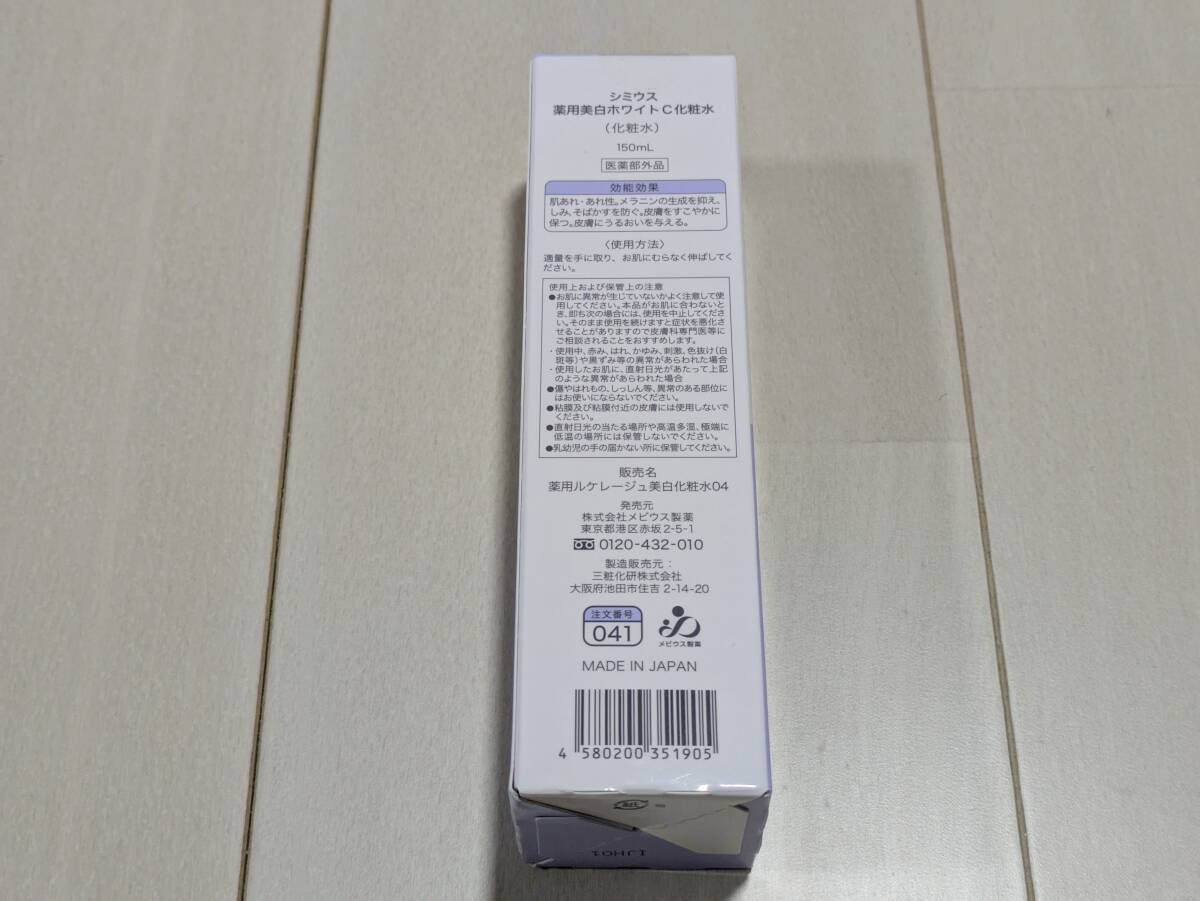 シミウス
薬用美白ホワイトC化粧水
(化粧水)
150mL
医薬部外品
効能効果
肌あれ・あれ性。メラニンの生成を抑え、
しみ、そばかすを防ぐ。皮膚をすこやかに
保つ。皮膚にうるおいを与える。
〈使用方法〉
適量を手に取り、お肌にむらなく伸ばしてく
ださい。
使用上および保管上の注意
●お肌に異常が生じていないかよく注意して使
用してください。本品がお肌に合わないと
き、即ち次の場合には、使用を中止してくださ
い。そのまま使用を続けますと症状を悪化さ
せることがありますので皮膚科専門医等に
ご相談されることをおすすめします。
・使用中、赤み、はれ、かゆみ、刺激、色抜け(白
斑等)や黒ずみ等の異常があらわれた場合
・使用したお肌に、直射日光があたって上記
のような異常があらわれた場合
●傷やはれもの、しっしん等、異常のある部位に
はお使いにならないでください。
●粘膜及び粘膜付近の皮膚には使用しないで
ください。
●直射日光の当たる場所や高温多湿、極端に
低温の場所には保管しないでください。
●乳幼児の手の届かない所に保管してください。
販売名
薬用ルケレージュ美白化粧水04
発売元
株式会社メビウス製薬
東京都港区赤坂2-5-1
0120-432-010
製造販売元：
三粧化研株式会社
大阪府池田市住吉2-14-20
注文番号
041
メビウス製薬
MADE IN JAPAN
4 580200 351905
紙
IJH01